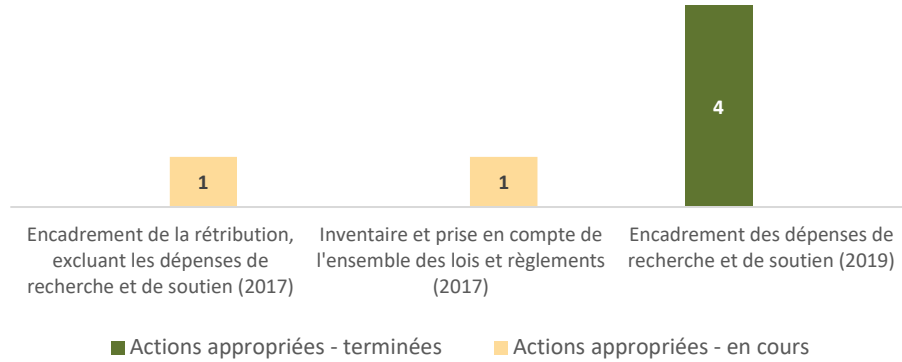 4
1
1
Encadrement de la rétribution,
excluant les dépenses de
recherche et de soutien (2017)
Inventaire et prise en compte de
l'ensemble des lois et règlements
(2017)
Encadrement des dépenses de
recherche et de soutien (2019)
Actions appropriées - terminées
Actions appropriées - en cours